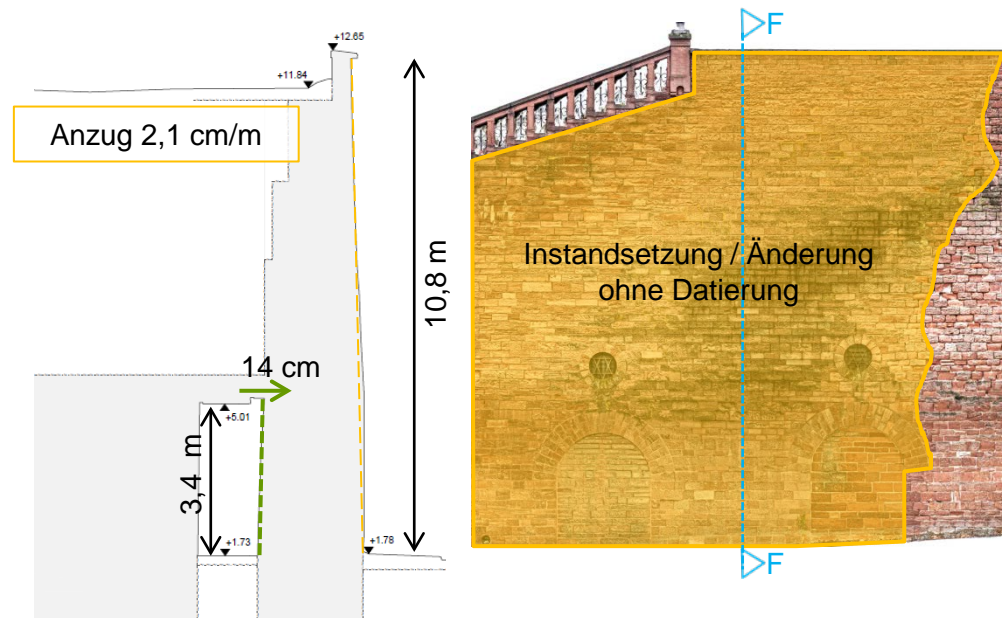 +12.65
+11.84
Anzug 2,1 cm/m
10,8 m
14 cm
+5.01
3,4 m
+1.73
+1.78
F
Instandsetzung / Änderung
ohne Datierung
F